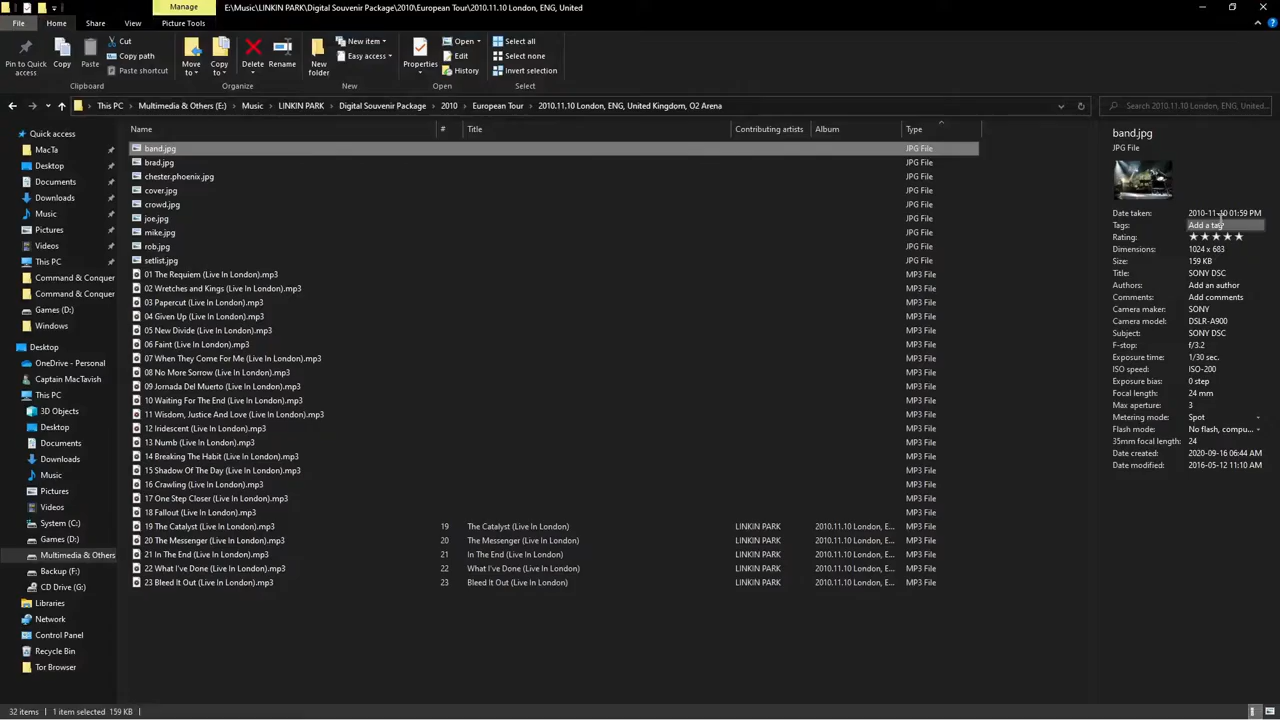 Manage E:\Music\LINKIN PARK\Digital Souvenir Package\2010\European Tour\2010.11.10 London, ENG, United
File Home Share View Picture Tools
Pin to Quick access
Copy
Paste
Cut
Copy path
Paste shortcut
Move to
Copy to
Delete
Rename
New folder
New item
Easy access
Properties
Open
Edit
History
Select all
Select none
Invert selection
Clipboard Organize New Open Select
This PC Multimedia & Others (E:) Music LINKIN PARK Digital Souvenir Package 2010 European Tour 2010.11.10 London, ENG, United Kingdom, O2 Arena
Search 2010.11.10 London, ENG, United...
Quick access
MacTa
Desktop
Documents
Downloads
Music
Pictures
Videos
This PC
Command & Conquer
Command & Conquer
Games (D:)
Windows
Desktop
OneDrive - Personal
Captain MacTavish
This PC
3D Objects
Desktop
Documents
Downloads
Music
Pictures
Videos
System (C:)
Games (D:)
Multimedia & Others
Backup (F:)
CD Drive (G:)
Libraries
Network
Control Panel
Recycle Bin
Tor Browser
Name # Title Contributing artists Album Type
band.jpg JPG File
brad.jpg JPG File
chester.phoenix.jpg JPG File
cover.jpg JPG File
crowd.jpg JPG File
joe.jpg JPG File
mike.jpg JPG File
rob.jpg JPG File
setlist.jpg JPG File
01 The Requiem (Live In London).mp3 MP3 File
02 Wretches and Kings (Live In London).mp3 MP3 File
03 Papercut (Live In London).mp3 MP3 File
04 Given Up (Live In London).mp3 MP3 File
05 New Divide (Live In London).mp3 MP3 File
06 Faint (Live In London).mp3 MP3 File
07 When They Come For Me (Live In London).mp3 MP3 File
08 No More Sorrow (Live In London).mp3 MP3 File
09 Jornada Del Muerto (Live In London).mp3 MP3 File
10 Waiting For The End (Live In London).mp3 MP3 File
11 Wisdom, Justice And Love (Live In London).mp3 MP3 File
12 Iridescent (Live In London).mp3 MP3 File
13 Numb (Live In London).mp3 MP3 File
14 Breaking The Habit (Live In London).mp3 MP3 File
15 Shadow Of The Day (Live In London).mp3 MP3 File
16 Crawling (Live In London).mp3 MP3 File
17 One Step Closer (Live In London).mp3 MP3 File
18 Fallout (Live In London).mp3 MP3 File
19 The Catalyst (Live In London).mp3 19 The Catalyst (Live In London) LINKIN PARK 2010.11.10 London, E... MP3 File
20 The Messenger (Live In London).mp3 20 The Messenger (Live In London) LINKIN PARK 2010.11.10 London, E... MP3 File
21 In The End (Live In London).mp3 21 In The End (Live In London) LINKIN PARK 2010.11.10 London, E... MP3 File
22 What I've Done (Live In London).mp3 22 What I've Done (Live In London) LINKIN PARK 2010.11.10 London, E... MP3 File
23 Bleed It Out (Live In London).mp3 23 Bleed It Out (Live In London) LINKIN PARK 2010.11.10 London, E... MP3 File
band.jpg
JPG File
Date taken: 2010-11-10 01:59 PM
Tags: Add a tag
Rating:
Dimensions: 1024 x 683
Size: 159 KB
Title: SONY DSC
Authors: Add an author
Comments: Add comments
Camera maker: SONY
Camera model: DSLR-A900
Subject: SONY DSC
F-stop: f/3.2
Exposure time: 1/30 sec.
ISO speed: ISO-200
Exposure bias: 0 step
Focal length: 24 mm
Max aperture: 3
Metering mode: Spot
Flash mode: No flash, compu...
35mm focal length: 24
Date created: 2020-09-16 06:44 AM
Date modified: 2016-05-12 11:10 AM
32 items 1 item selected 159 KB